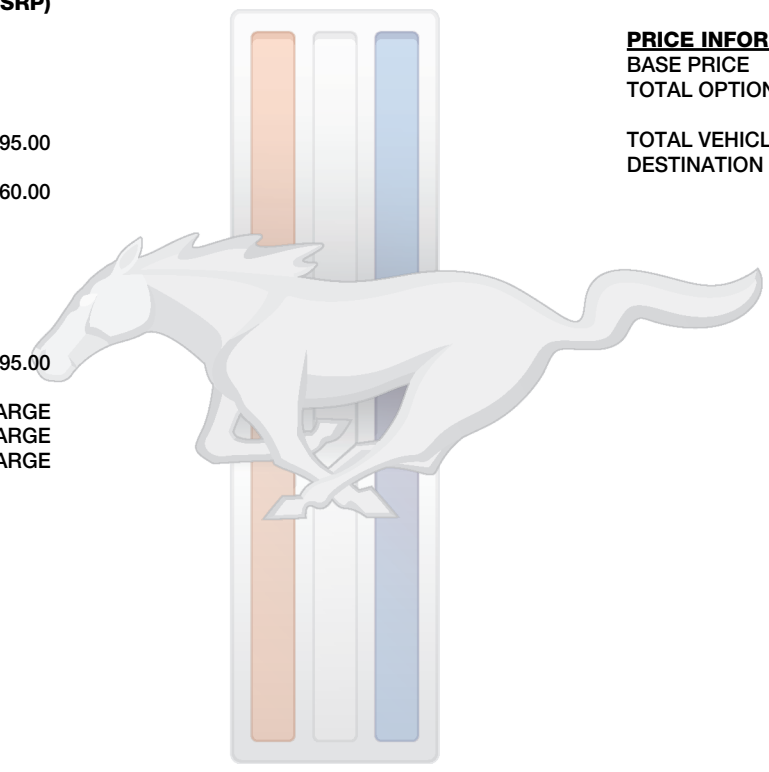 SRP)
95.00
60.00
95.00
ARGE
ARGE
ARGE
PRICE INFOR
BASE PRICE
TOTAL OPTION
TOTAL VEHICL
DESTINATION